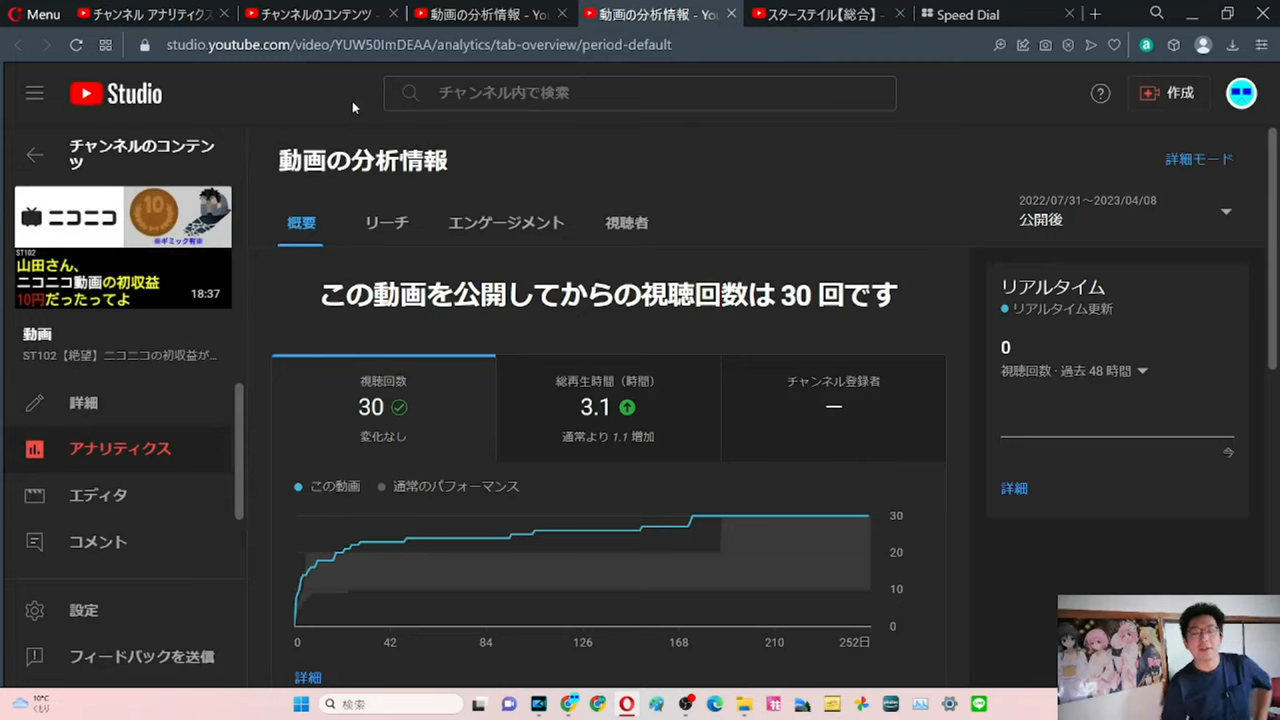 Menu
チャンネル アナリティクス
チャンネルのコンテンツ -
動画の分析情報 - You
動画の分析情報 - You
スターステイル【総合】 -
Speed Dial
studio.youtube.com/video/YUW50ImDEAA/analytics/tab-overview/period-default
Studio
チャンネル内で検索
作成
チャンネルのコンテンツ
動画の分析情報
詳細モード
2022/07/31～2023/04/08
公開後
概要
リーチ
エンゲージメント
視聴者
ニコニコ
10
※ギミック有※
ST102
山田さん、
ニコニコ動画の初収益
10円だったってよ
18:37
動画
ST102【絶望】ニコニコの初収益が...
詳細
アナリティクス
エディタ
コメント
設定
フィードバックを送信
この動画を公開してからの視聴回数は 30 回です
視聴回数
30
変化なし
総再生時間（時間）
3.1
通常より 1.1 増加
チャンネル登録者
—
この動画
通常のパフォーマンス
30
20
10
0
0
42
84
126
168
210
252日
詳細
リアルタイム
リアルタイム更新
0
視聴回数 · 過去 48 時間
今
詳細
10°C
くもり
検索